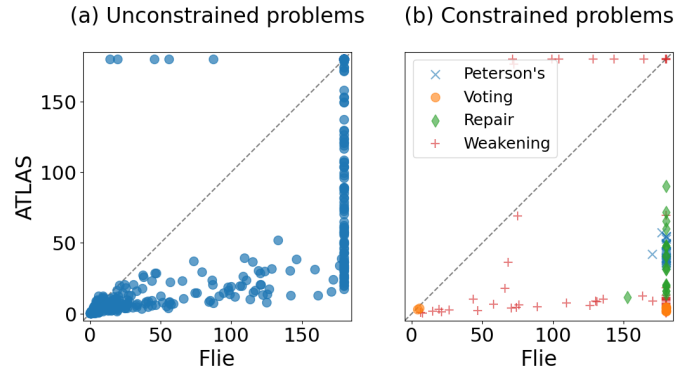 (a) Unconstrained problems
(b) Constrained problems
ATLAS
150
100
50
0
0
50
100
150
Flie
Peterson's
Voting
Repair
Weakening
0
50
100
150
Flie